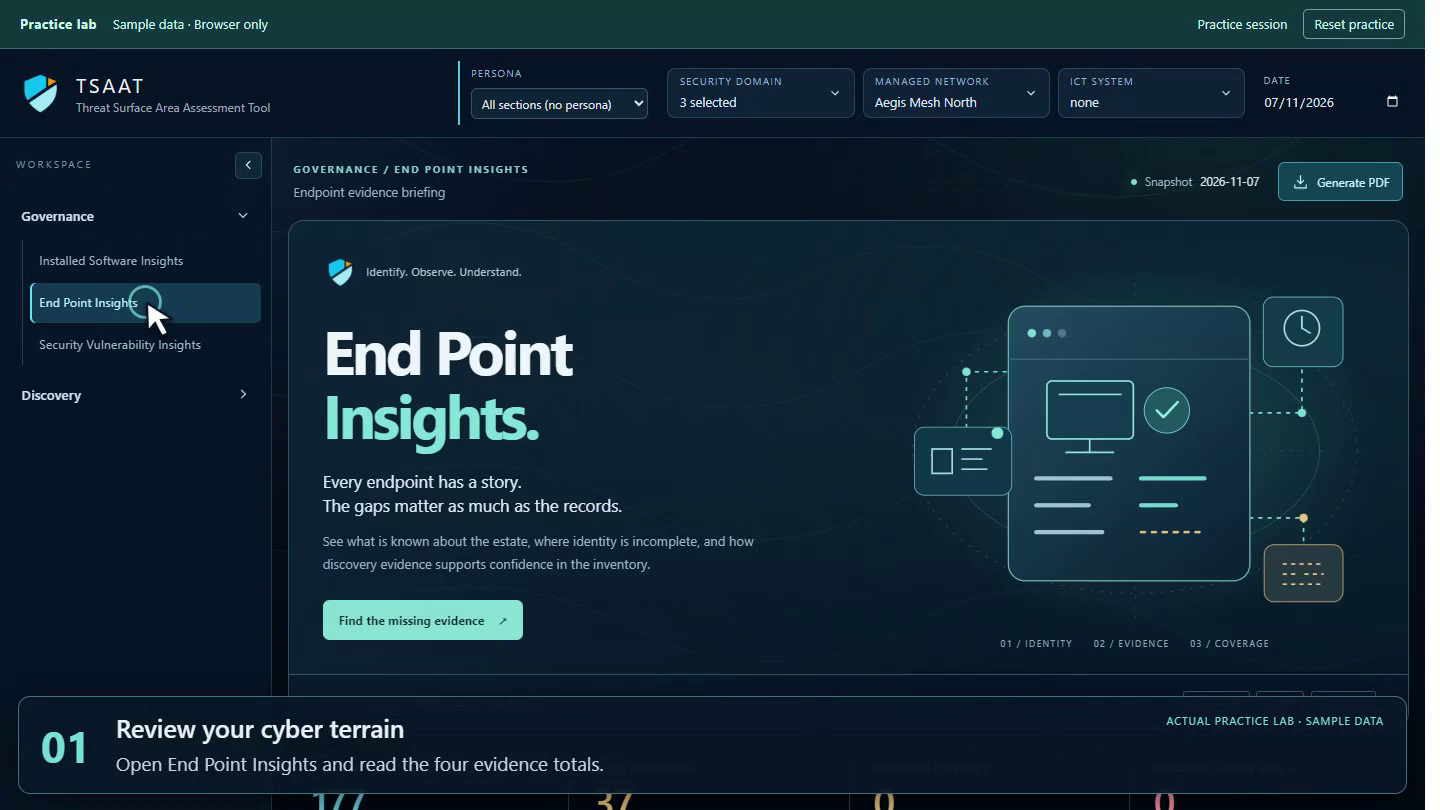 Practice lab
Sample data · Browser only
Practice session
Reset practice
TSAAT
Threat Surface Area Assessment Tool
PERSONA
All sections (no persona)
SECURITY DOMAIN
3 selected
MANAGED NETWORK
Aegis Mesh North
ICT SYSTEM
none
DATE
07/11/2026
WORKSPACE
Governance
Installed Software Insights
End Point Insights
Security Vulnerability Insights
Discovery
GOVERNANCE / END POINT INSIGHTS
Endpoint evidence briefing
Snapshot 2026-11-07
Generate PDF
Identify. Observe. Understand.
End Point
Insights.
Every endpoint has a story.
The gaps matter as much as the records.
See what is known about the estate, where identity is incomplete, and how
discovery evidence supports confidence in the inventory.
Find the missing evidence ↗
01 / IDENTITY
02 / EVIDENCE
03 / COVERAGE
01
Review your cyber terrain
Open End Point Insights and read the four evidence totals.
ACTUAL PRACTICE LAB · SAMPLE DATA
177
37
0
0